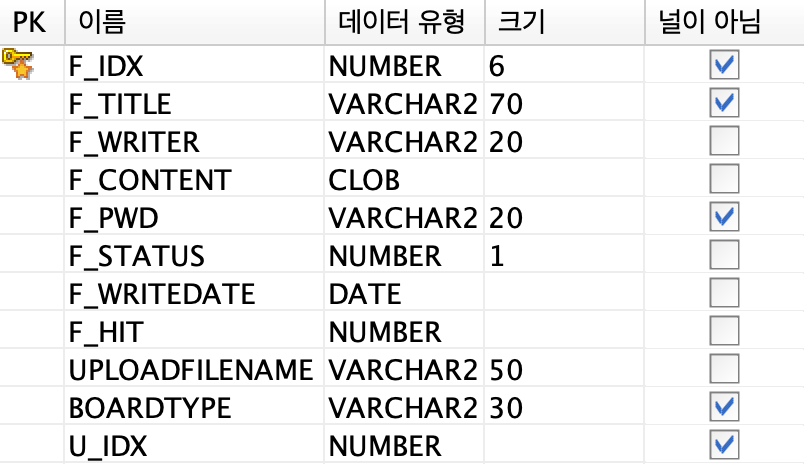 PK 이름 데이터 유형 크기 널이 아님
F_IDX NUMBER 6
F_TITLE VARCHAR2 70
F_WRITER VARCHAR2 20
F_CONTENT CLOB
F_PWD VARCHAR2 20
F_STATUS NUMBER 1
F_WRITEDATE DATE
F_HIT NUMBER
UPLOADFILENAME VARCHAR2 50
BOARDTYPE VARCHAR2 30
U_IDX NUMBER